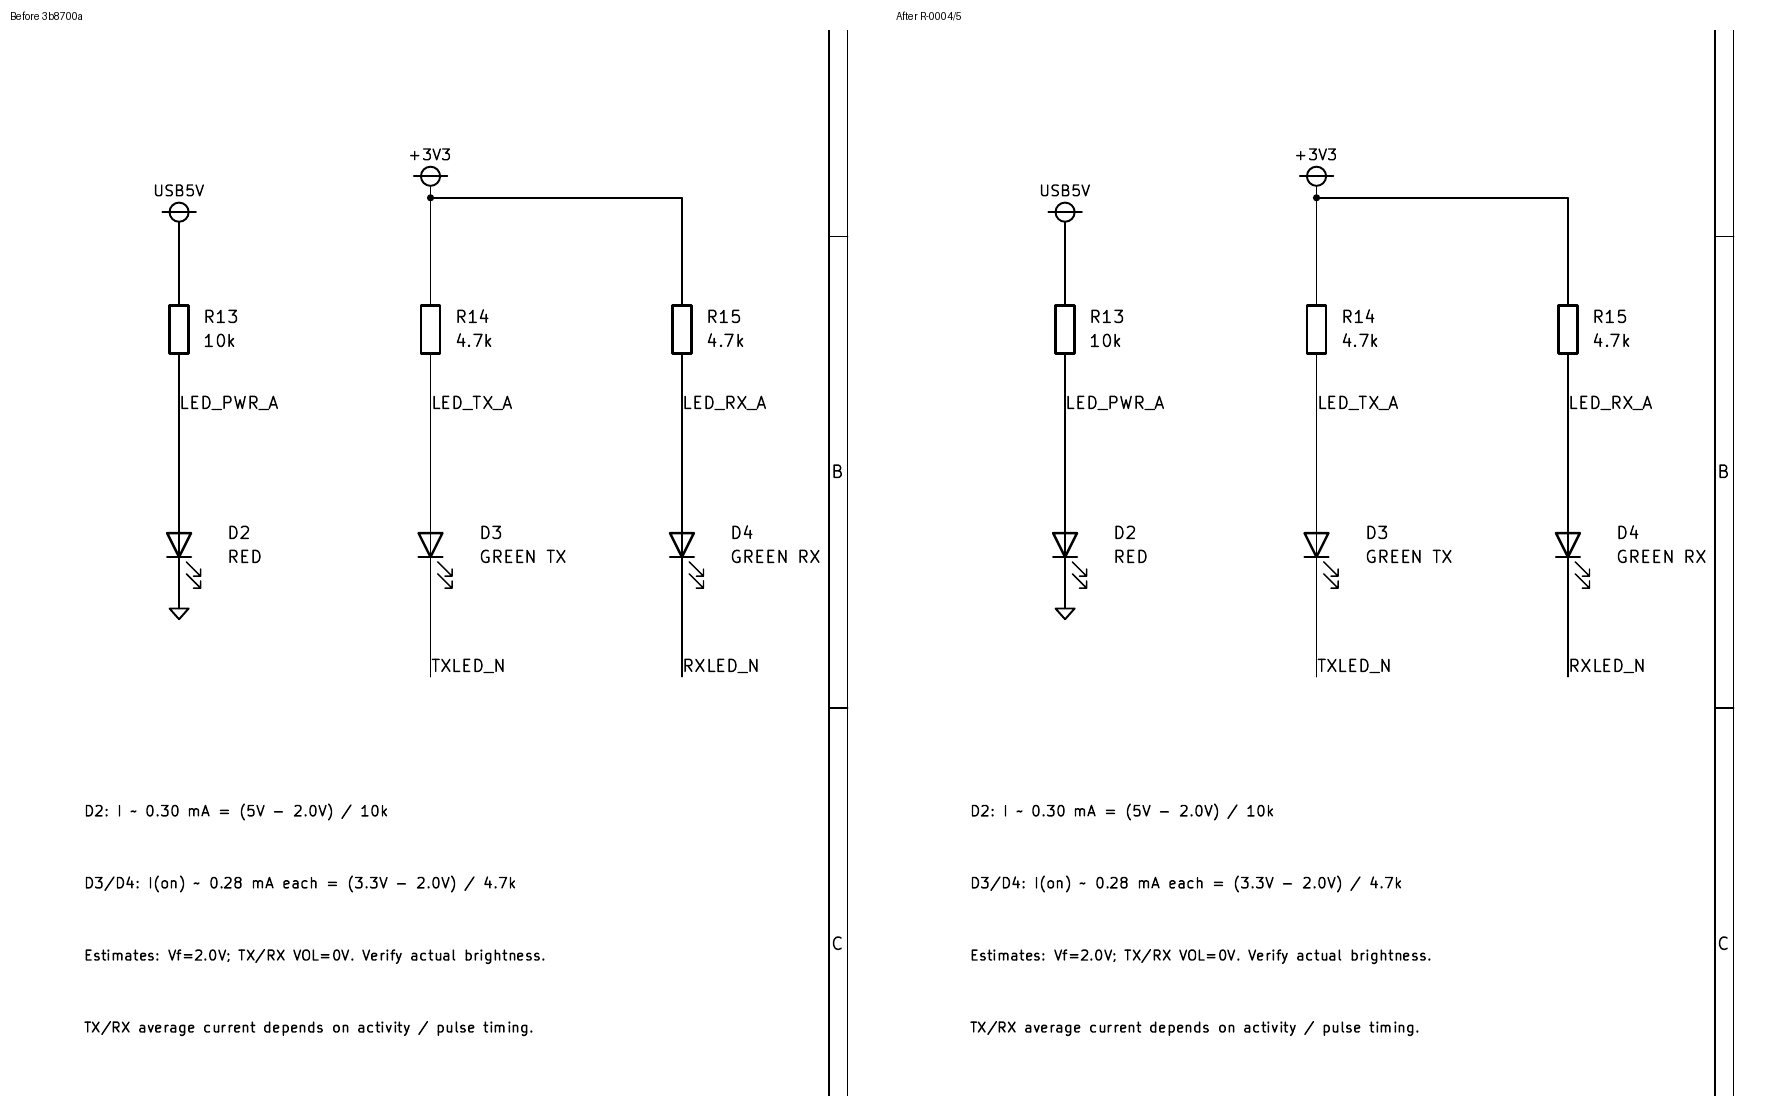 Before 3b8700a
+3V3
USB5V
R13
10k
R14
4.7k
R15
4.7k
LED_PWR_A
LED_TX_A
LED_RX_A
B
D2
RED
D3
GREEN TX
D4
GREEN RX
TXLED_N
RXLED_N
D2: I ~ 0.30 mA = (5V − 2.0V) / 10k
D3/D4: I(on) ~ 0.28 mA each = (3.3V − 2.0V) / 4.7k
C
Estimates: Vf=2.0V; TX/RX VOL=0V. Verify actual brightness.
TX/RX average current depends on activity / pulse timing.
After R-0004/5
+3V3
USB5V
R13
10k
R14
4.7k
R15
4.7k
LED_PWR_A
LED_TX_A
LED_RX_A
B
D2
RED
D3
GREEN TX
D4
GREEN RX
TXLED_N
RXLED_N
D2: I ~ 0.30 mA = (5V − 2.0V) / 10k
D3/D4: I(on) ~ 0.28 mA each = (3.3V − 2.0V) / 4.7k
C
Estimates: Vf=2.0V; TX/RX VOL=0V. Verify actual brightness.
TX/RX average current depends on activity / pulse timing.